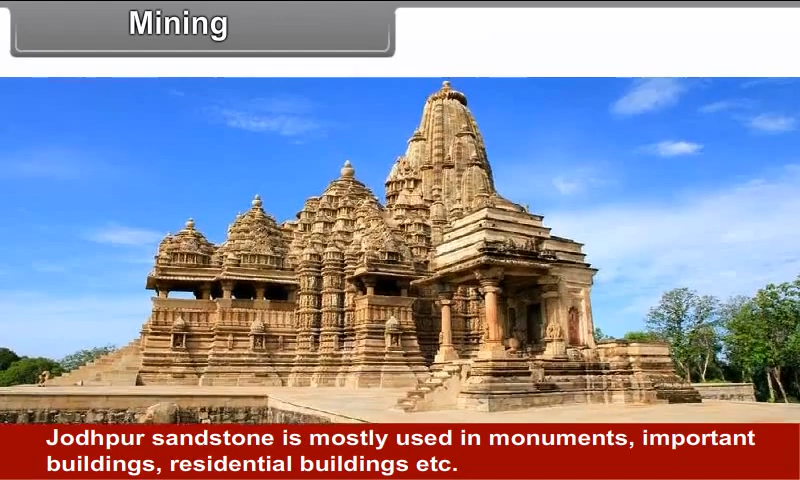 Mining
Jodhpur sandstone is mostly used in monuments, important
buildings, residential buildings etc.